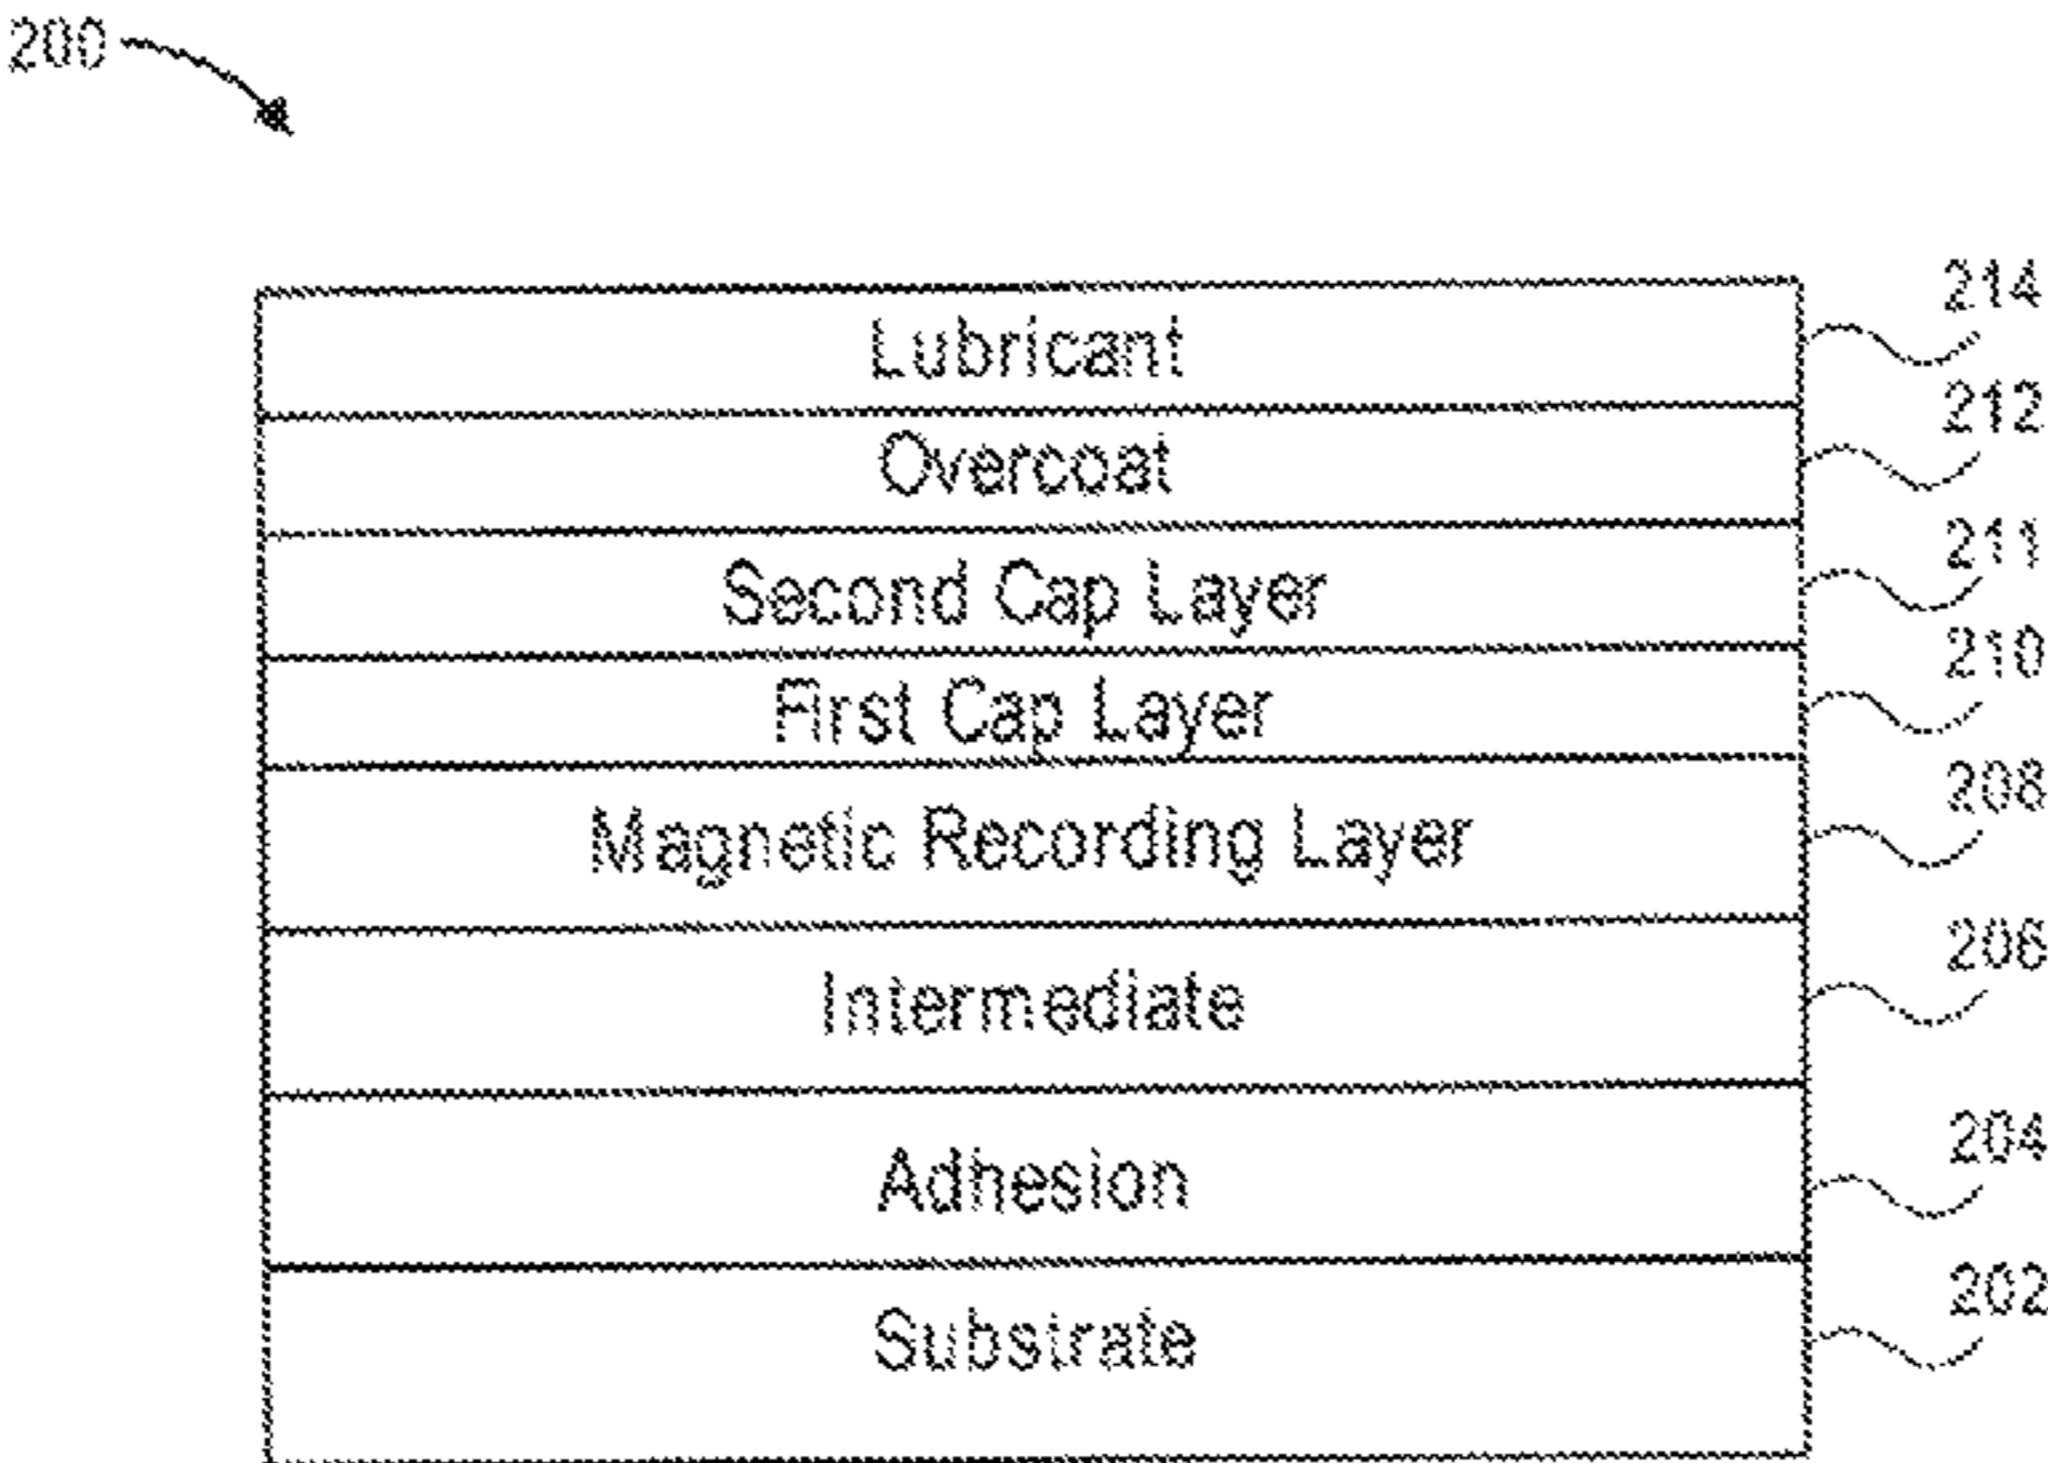 200
214
Lubricant
212
Overcoat
211
Second Cap Layer
210
First Cap Layer
208
Magnetic Recording Layer
206
Intermediate
204
Adhesion
202
Substrate